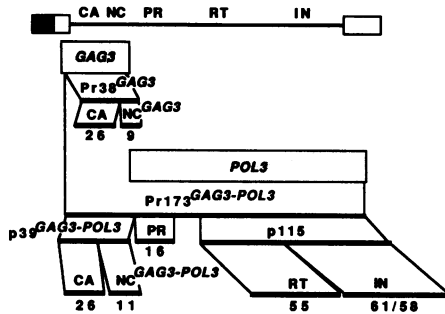 CA NC PR RT IN
GAG3
Pr38GAG3
CA NCGAG3
26 9
POL3
Pr173GAG3-POL3
p39GAG3-POL3 PR p115
16
CA NCGAG3-POL3 RT IN
26 11 55 61/58